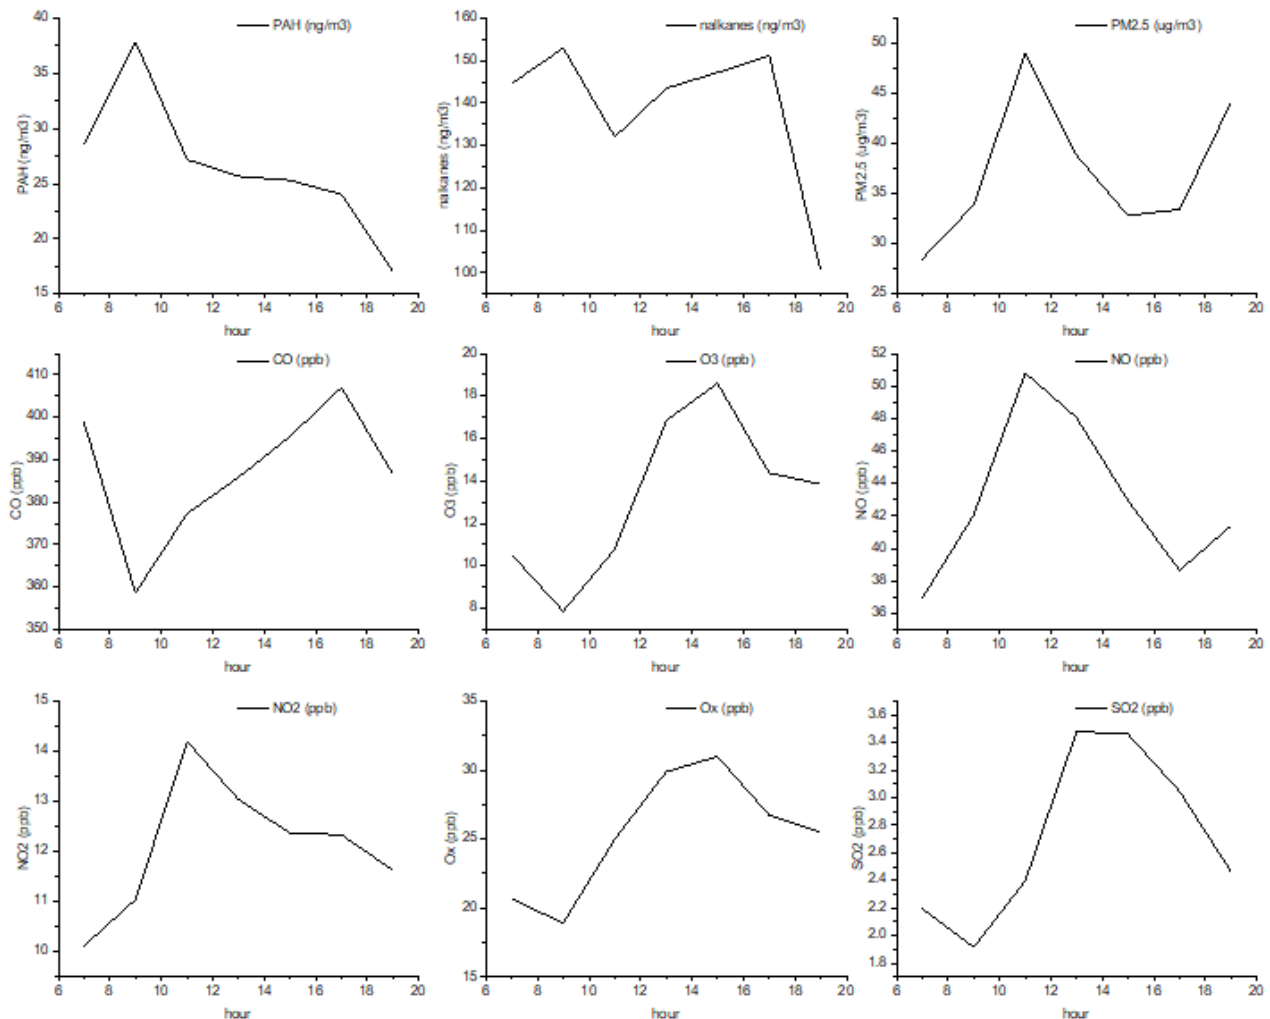 PAH (ng/m3)
40
35
30
25
20
15
PAH (ng/m3)
6 8 10 12 14 16 18 20
hour
nalkanes (ng/m3)
160
150
140
130
120
110
100
nalkanes (ng/m3)
6 8 10 12 14 16 18 20
hour
PM2.5 (ug/m3)
50
45
40
35
30
25
PM2.5 (ug/m3)
6 8 10 12 14 16 18 20
hour
CO (ppb)
410
400
390
380
370
360
350
CO (ppb)
6 8 10 12 14 16 18 20
hour
O3 (ppb)
20
18
16
14
12
10
8
O3 (ppb)
6 8 10 12 14 16 18 20
hour
NO (ppb)
52
50
48
46
44
42
40
38
36
NO (ppb)
6 8 10 12 14 16 18 20
hour
NO2 (ppb)
15
14
13
12
11
10
NO2 (ppb)
6 8 10 12 14 16 18 20
hour
Ox (ppb)
35
30
25
20
15
Ox (ppb)
6 8 10 12 14 16 18 20
hour
SO2 (ppb)
3.6
3.4
3.2
3.0
2.8
2.6
2.4
2.2
2.0
1.8
SO2 (ppb)
6 8 10 12 14 16 18 20
hour